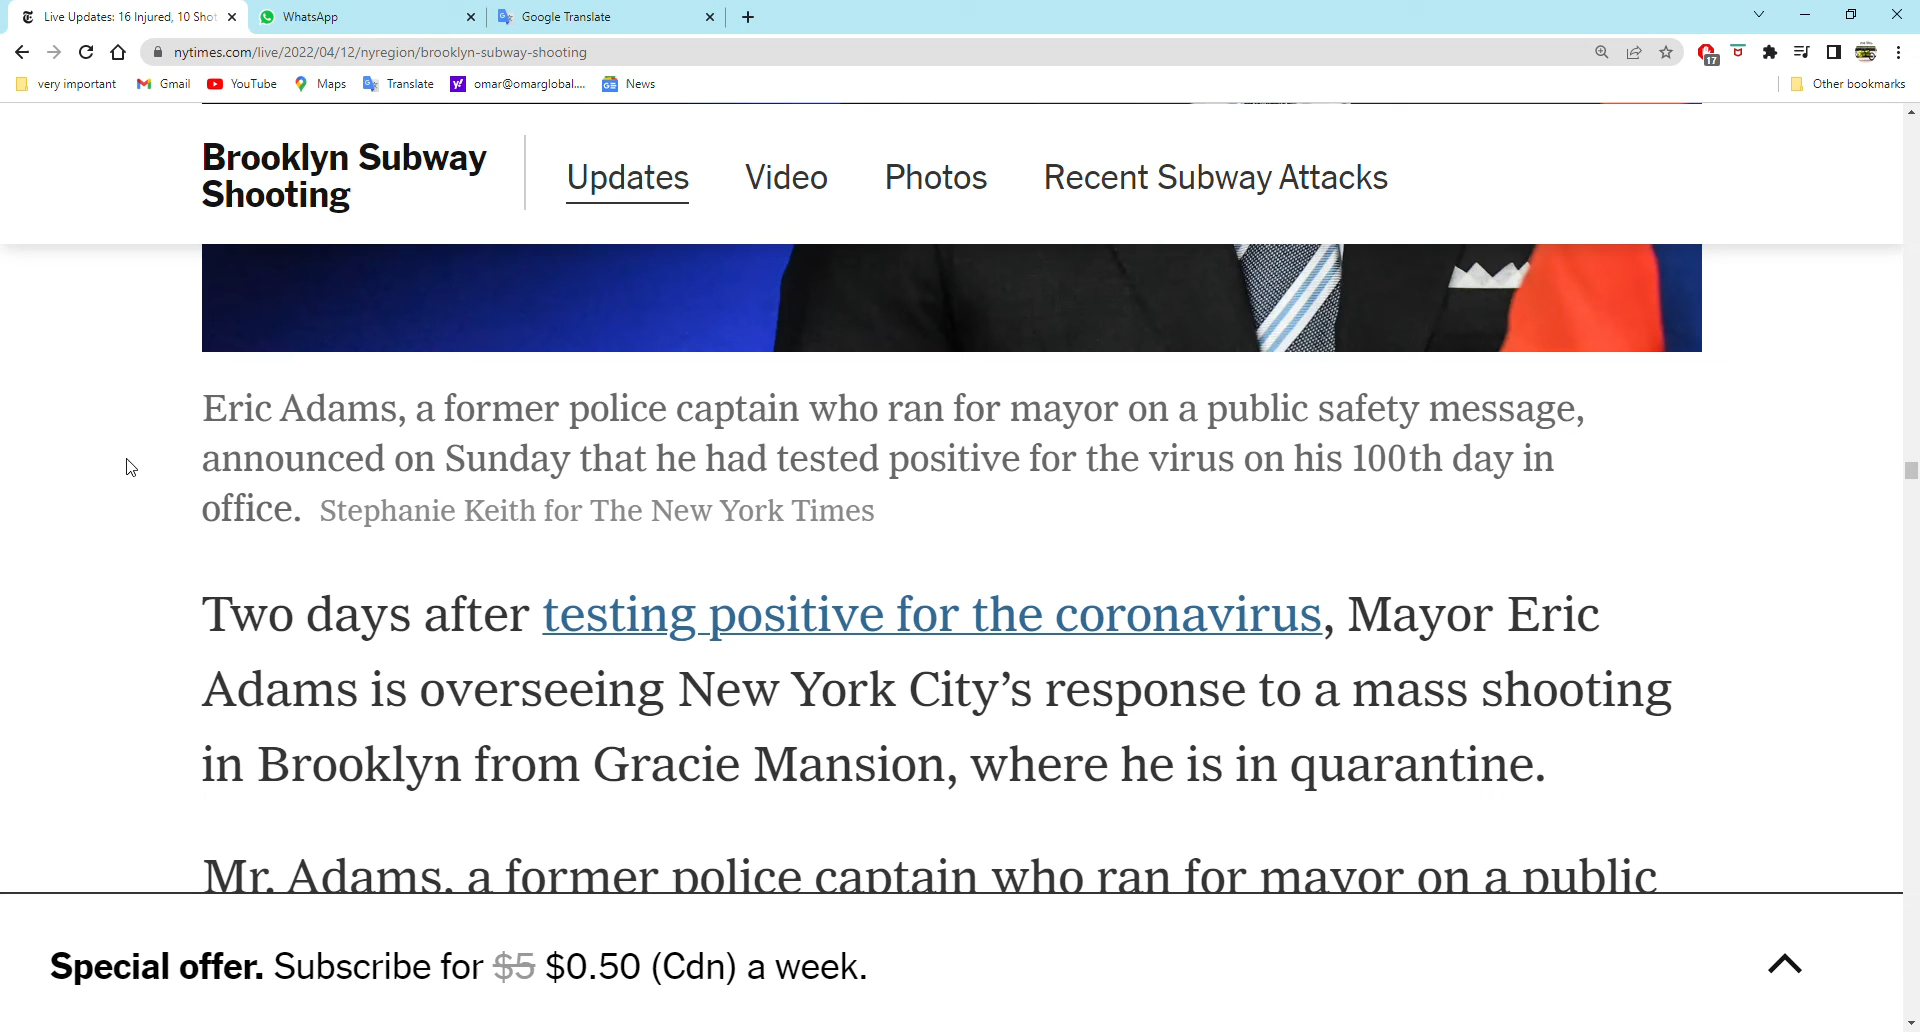 Live Updates: 16 Injured, 10 Shot
WhatsApp
Google Translate
nytimes.com/live/2022/04/12/nyregion/brooklyn-subway-shooting
17
very important
Gmail
YouTube
Maps
Translate
omar@omarglobal....
News
Other bookmarks
Brooklyn Subway
Shooting
Updates
Video
Photos
Recent Subway Attacks
Eric Adams, a former police captain who ran for mayor on a public safety message,
announced on Sunday that he had tested positive for the virus on his 100th day in
office. Stephanie Keith for The New York Times
Two days after testing positive for the coronavirus, Mayor Eric
Adams is overseeing New York City’s response to a mass shooting
in Brooklyn from Gracie Mansion, where he is in quarantine.
Mr. Adams, a former police captain who ran for mayor on a public
Special offer. Subscribe for $5 $0.50 (Cdn) a week.